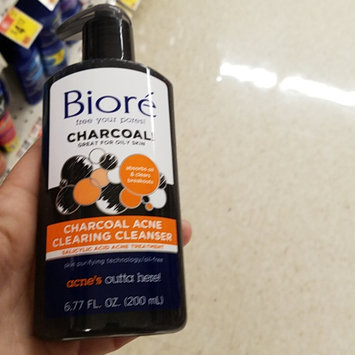 Bioré
free your pores!
CHARCOAL!
GREAT FOR OILY SKIN
absorbs oil
& clears
breakouts
CHARCOAL ACNE
CLEARING CLEANSER
SALICYLIC ACID ACNE TREATMENT
skin purifying technology/oil-free
acne's outta here!
6.77 FL. OZ. (200 mL)